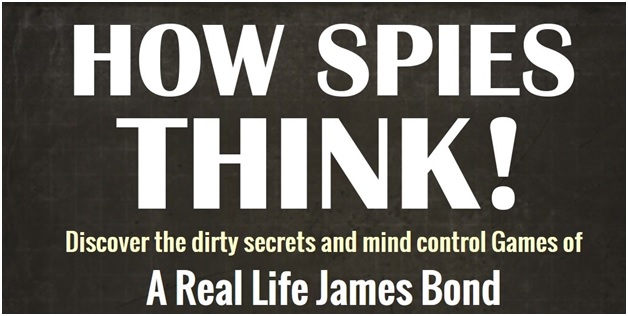 HOW SPIES
THINK!
Discover the dirty secrets and mind control Games of
A Real Life James Bond